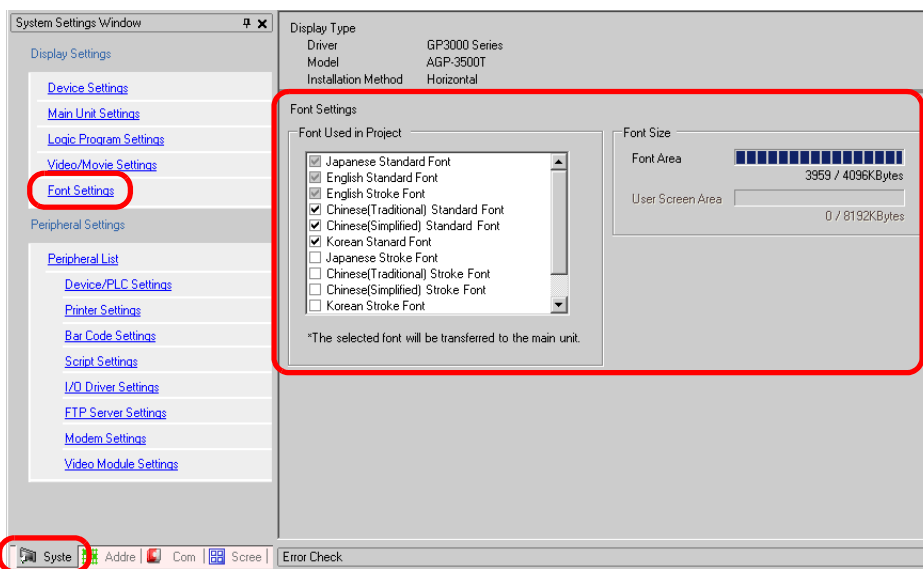 System Settings Window
Display Settings
Device Settings
Main Unit Settings
Logic Program Settings
Video/Movie Settings
Font Settings
Peripheral Settings
Peripheral List
Device/PLC Settings
Printer Settings
Bar Code Settings
Script Settings
I/O Driver Settings
FTP Server Settings
Modem Settings
Video Module Settings
Syste Addre Com Scree
Display Type
Driver GP3000 Series
Model AGP-3500T
Installation Method Horizontal
Font Settings
Font Used in Project
Japanese Standard Font
English Standard Font
English Stroke Font
Chinese(Traditional) Standard Font
Chinese(Simplified) Standard Font
Korean Stanard Font
Japanese Stroke Font
Chinese(Traditional) Stroke Font
Chinese(Simplified) Stroke Font
Korean Stroke Font
*The selected font will be transferred to the main unit.
Font Size
Font Area
3959 / 4096KBytes
User Screen Area
0 / 8192KBytes
Error Check